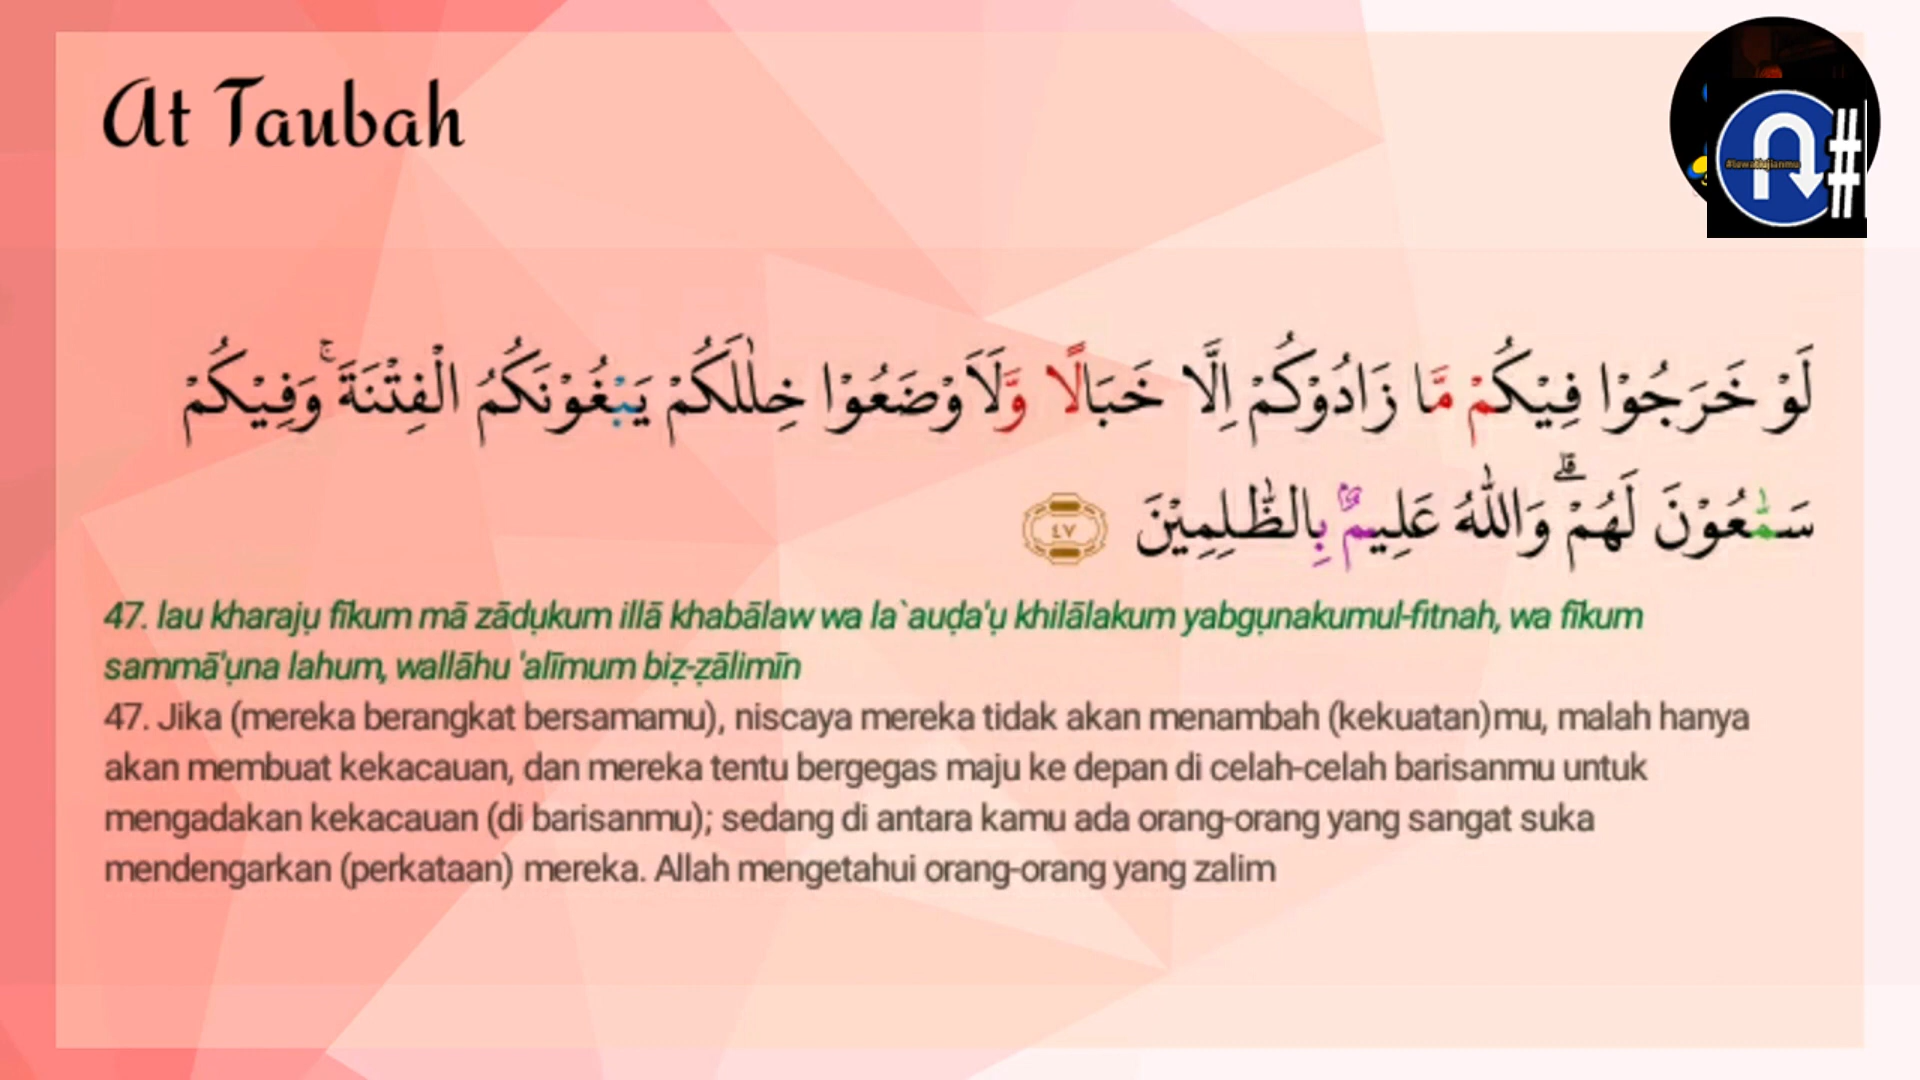 At Taubah
#lewatiujianmu
#
لَوْ خَرَجُوْا فِيْكُمْ مَّا زَادُوْكُمْ اِلَّا خَبَالًا وَّلَا۟اَوْضَعُوْا خِلٰلَكُمْ يَبْغُوْنَكُمُ الْفِتْنَةَ ۚ وَفِيْكُمْ
سَمّٰعُوْنَ لَهُمْ ۗ وَاللّٰهُ عَلِيْمٌۢ بِالظّٰلِمِيْنَ ٤٧
47. lau kharajụ fīkum mā zādụkum illā khabālaw wa la`auḍa'ụ khilālakum yabgụnakumul-fitnah, wa fīkum
sammā'ụna lahum, wallāhu 'alīmum biẓ-ẓālimīn
47. Jika (mereka berangkat bersamamu), niscaya mereka tidak akan menambah (kekuatan)mu, malah hanya
akan membuat kekacauan, dan mereka tentu bergegas maju ke depan di celah-celah barisanmu untuk
mengadakan kekacauan (di barisanmu); sedang di antara kamu ada orang-orang yang sangat suka
mendengarkan (perkataan) mereka. Allah mengetahui orang-orang yang zalim